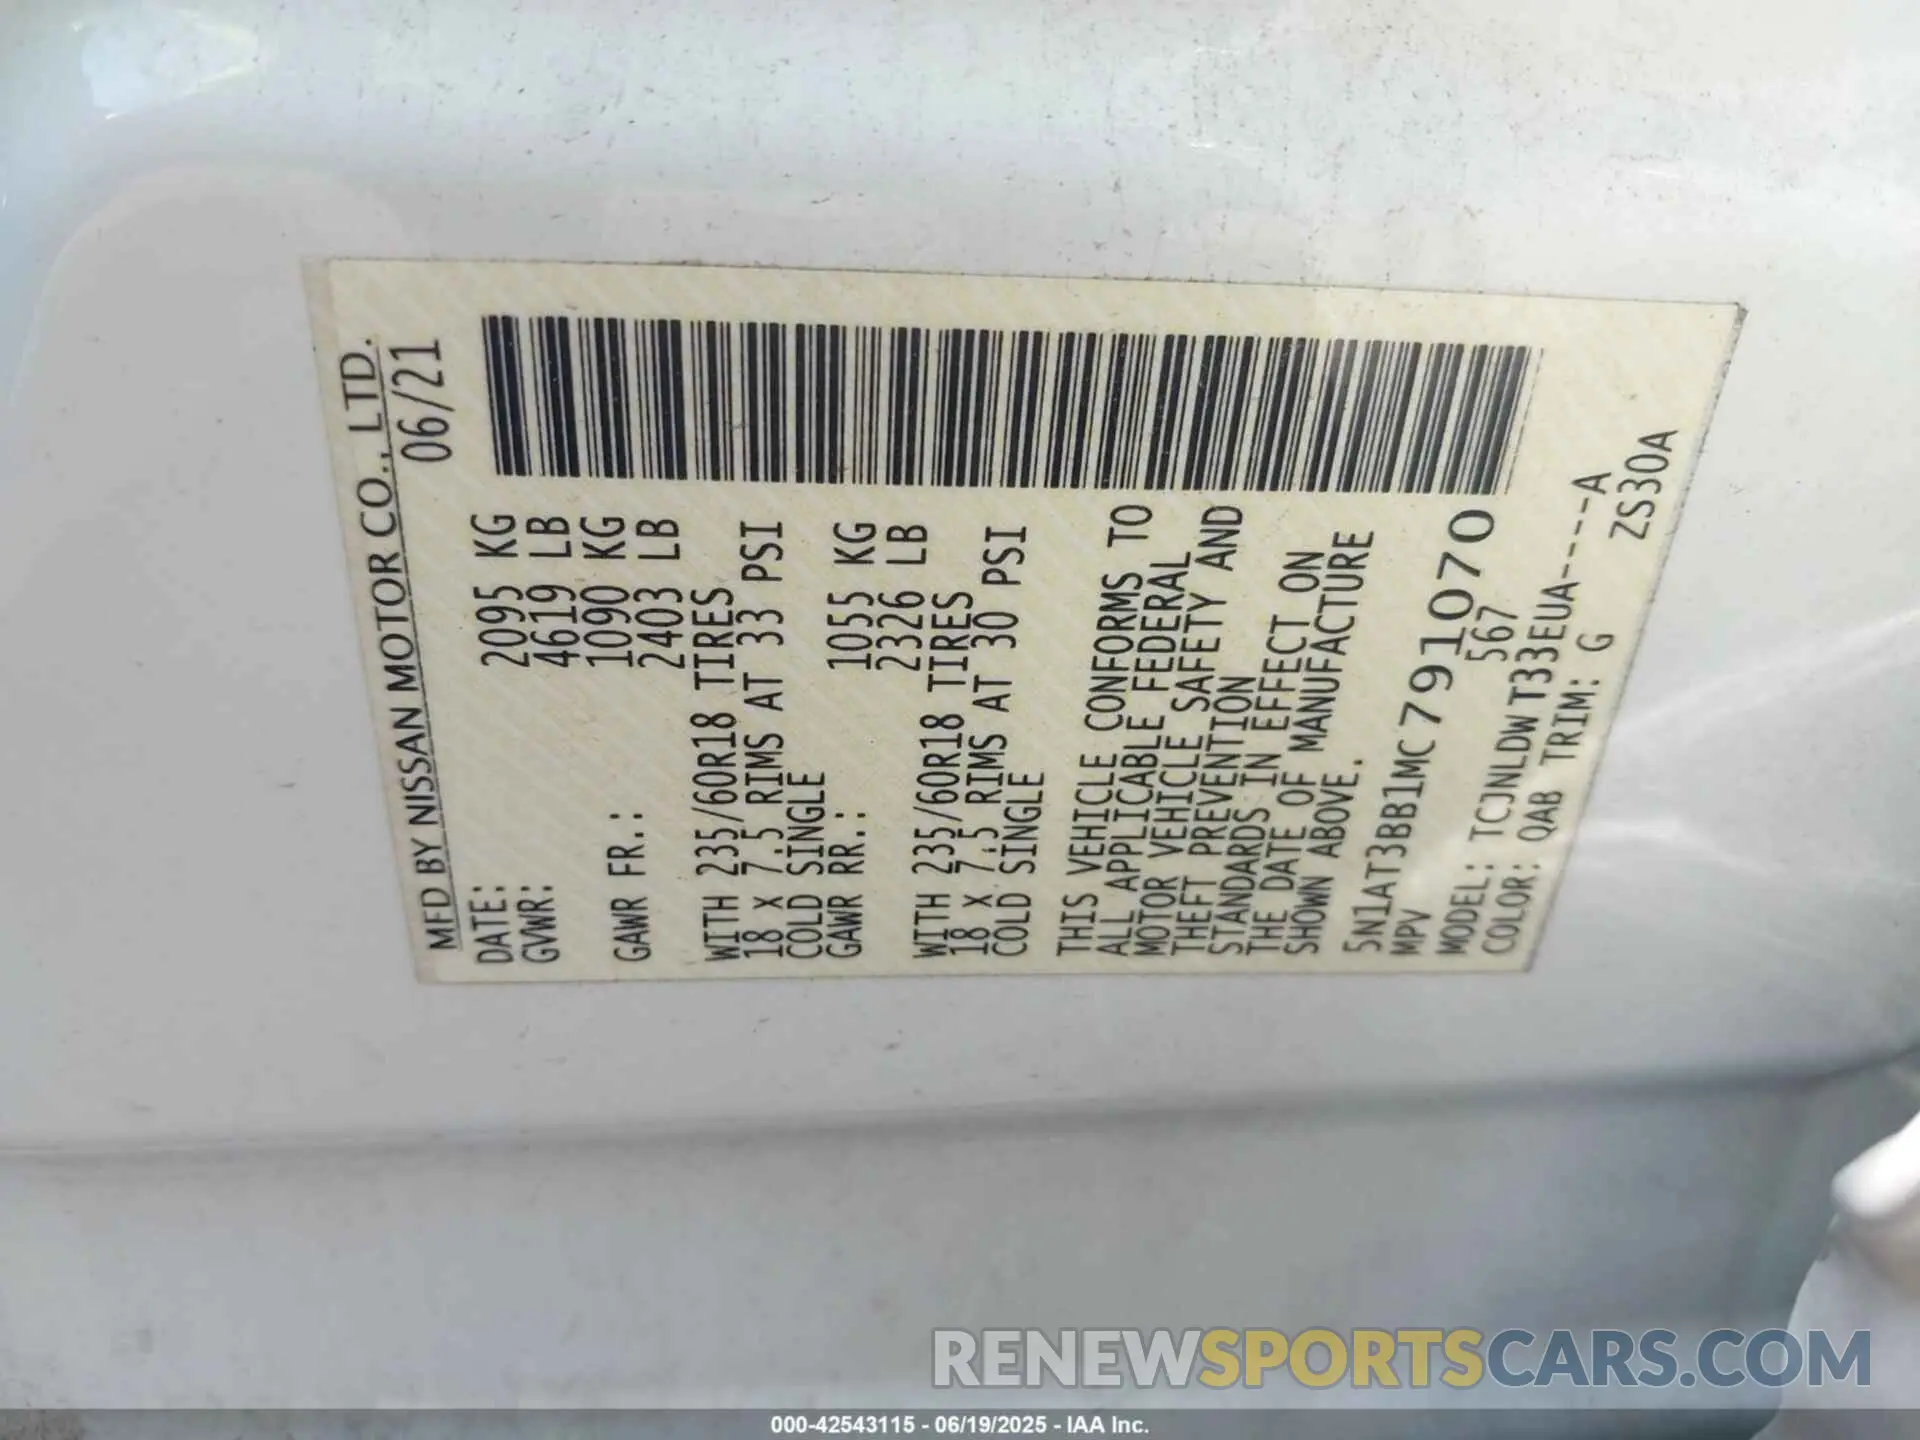 MFD BY NISSAN MOTOR CO., LTD.
DATE: 06/21
GVWR: 2095 KG
4619 LB
GAWR FR.: 1090 KG
2403 LB
WITH 235/60R18 TIRES
18 X 7.5 RIMS AT 33 PSI
COLD SINGLE
GAWR RR.: 1055 KG
2326 LB
WITH 235/60R18 TIRES
18 X 7.5 RIMS AT 30 PSI
COLD SINGLE
THIS VEHICLE CONFORMS TO
ALL APPLICABLE FEDERAL
MOTOR VEHICLE SAFETY AND
THEFT PREVENTION
STANDARDS IN EFFECT ON
THE DATE OF MANUFACTURE
SHOWN ABOVE.
5N1AT3BB1MC791070
MPV 567
MODEL: TCJNLDWT33EUA----A
COLOR: QAB TRIM: G ZS30A
RENEWSPORTSCARS.COM
000-42543115 - 06/19/2025 - IAA Inc.